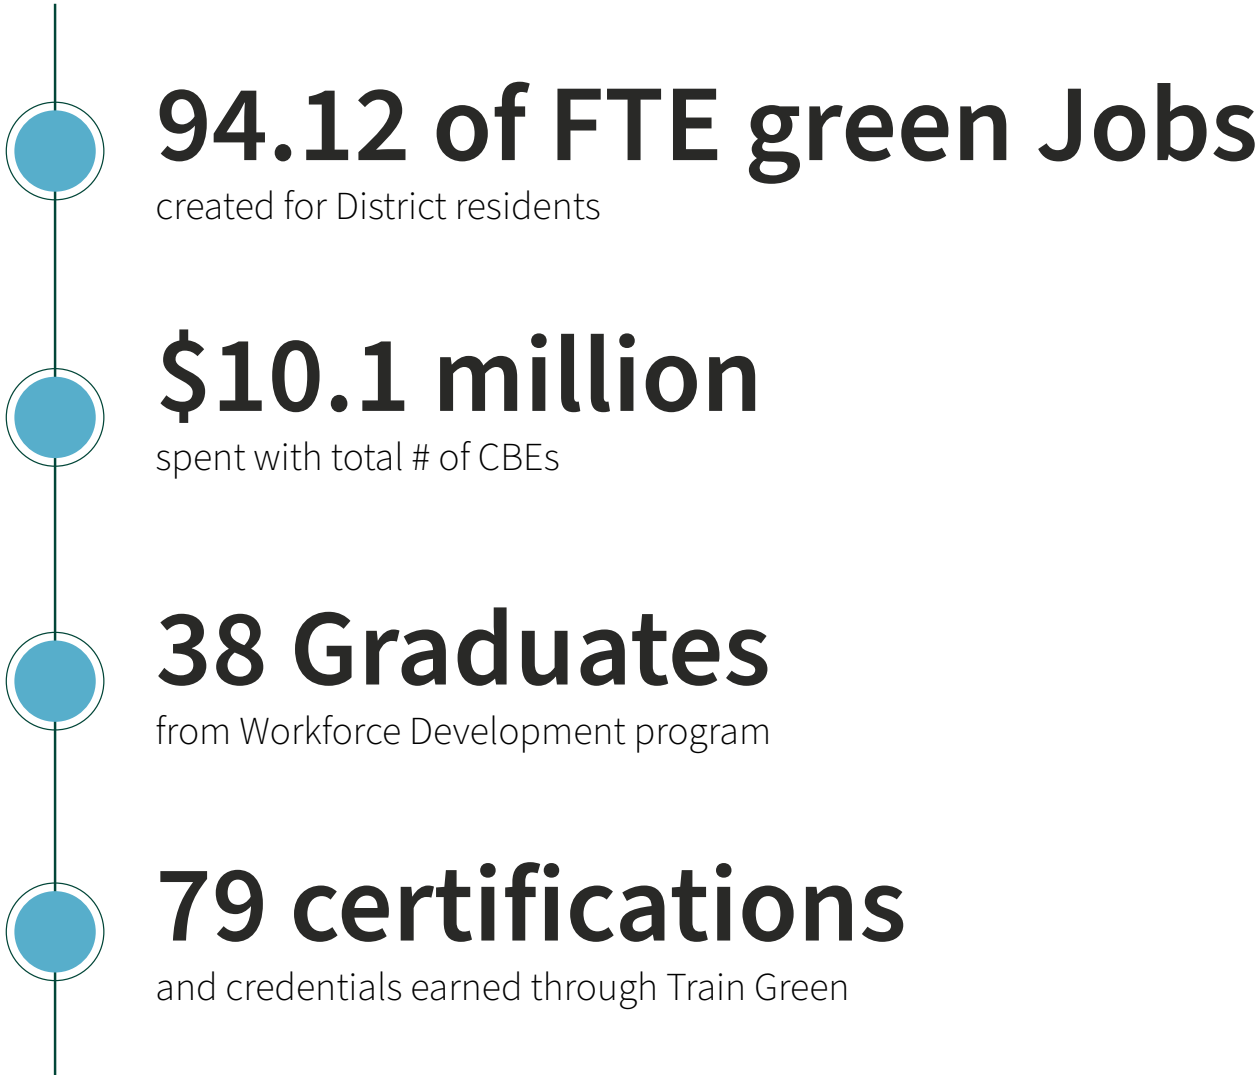 94.12 of FTE green Jobs
created for District residents
$10.1 million
spent with total # of CBEs
38 Graduates
from Workforce Development program
79 certifications
and credentials earned through Train Green